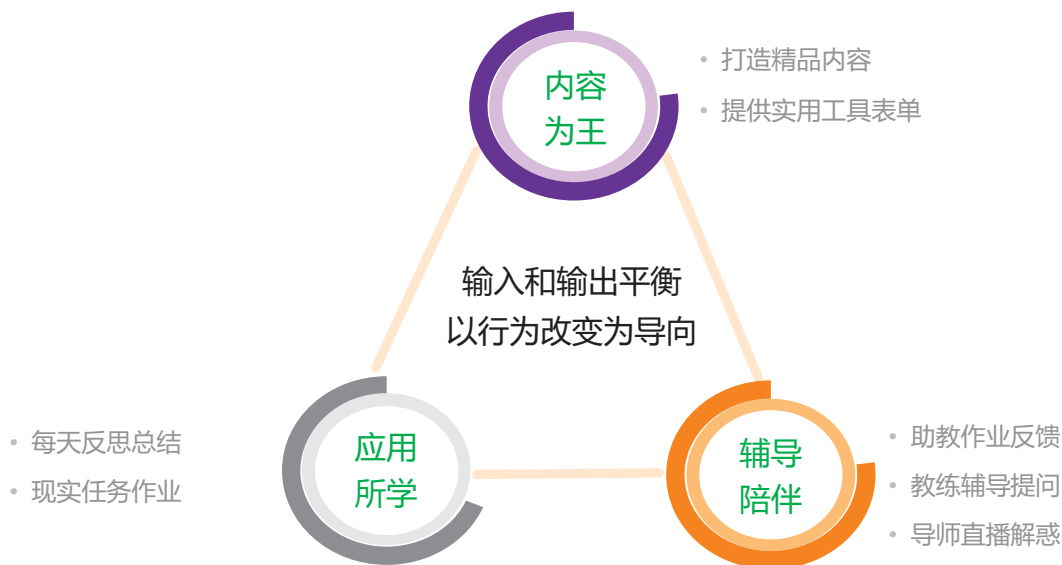 内容
为王
• 打造精品内容
• 提供实用工具表单
输入和输出平衡
以行为改变为导向
• 每天反思总结
• 现实任务作业
应用
所学
辅导
陪伴
• 助教作业反馈
• 教练辅导提问
• 导师直播解惑